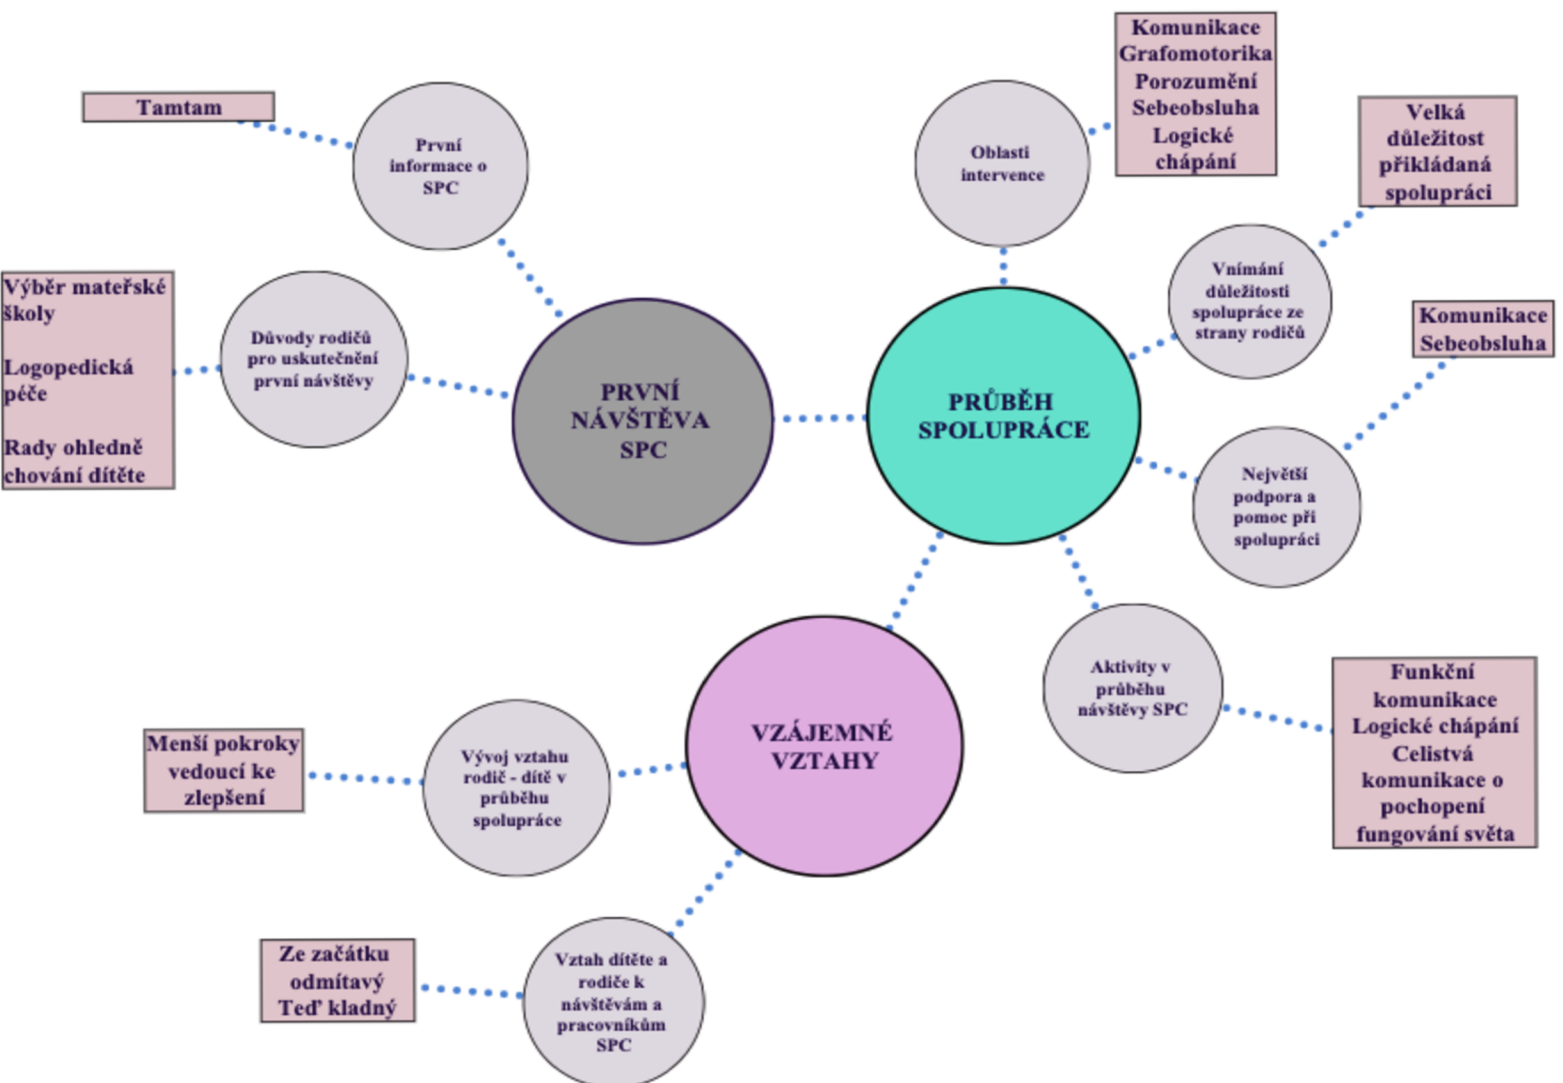 Tamtam
První
informace o
SPC
Výběr mateřské
školy
Logopedická
péče
Rady ohledně
chování dítěte
Důvody rodičů
pro uskutečnění
první návštěvy
PRVNÍ
NÁVŠTĚVA
SPC
Oblasti
intervence
Komunikace
Grafomotorika
Porozumění
Sebeobsluha
Logické
chápání
Velká
důležitost
přikládaná
spolupráci
Vnímání
důležitosti
spolupráce ze
strany rodičů
PRŮBĚH
SPOLUPRÁCE
Komunikace
Sebeobsluha
Největší
podpora a
pomoc při
spolupráci
Aktivity v
průběhu
návštěvy SPC
Funkční
komunikace
Logické chápání
Celistvá
komunikace o
pochopení
fungování světa
VZÁJEMNÉ
VZTAHY
Menší pokroky
vedoucí ke
zlepšení
Vývoj vztahu
rodič - dítě v
průběhu
spolupráce
Ze začátku
odmítavý
Teď kladný
Vztah dítěte a
rodiče k
návštěvám a
pracovníkům
SPC